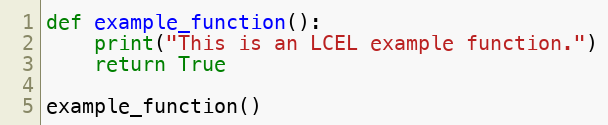 1 def example_function():
2     print("This is an LCEL example function.")
3     return True
4
5 example_function()